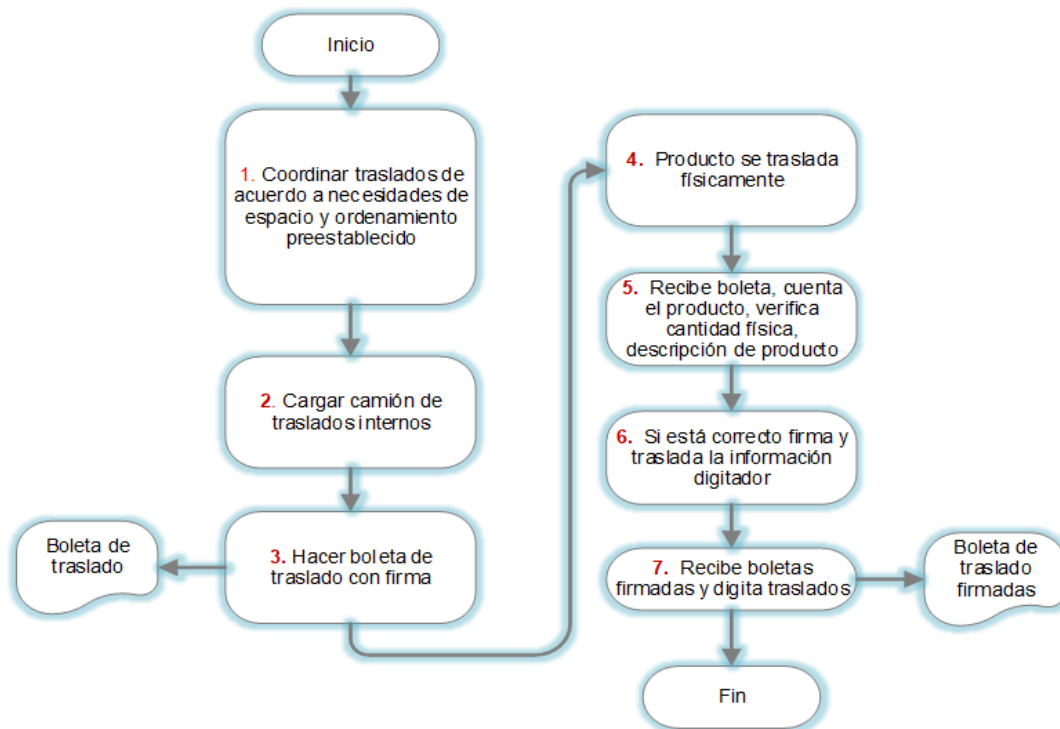 Inicio
1. Coordinar traslados de
acuerdo a necesidades de
espacio y ordenamiento
preestablecido
2. Cargar camión de
traslados internos
3. Hacer boleta de
traslado con firma
Boleta de
traslado
4. Producto se traslada
físicamente
5. Recibe boleta, cuenta
el producto, verifica
cantidad física,
descripción de producto
6. Si está correcto firma y
traslada la información
digitador
7. Recibe boletas
firmadas y digita traslados
Boleta de
traslado
firmadas
Fin